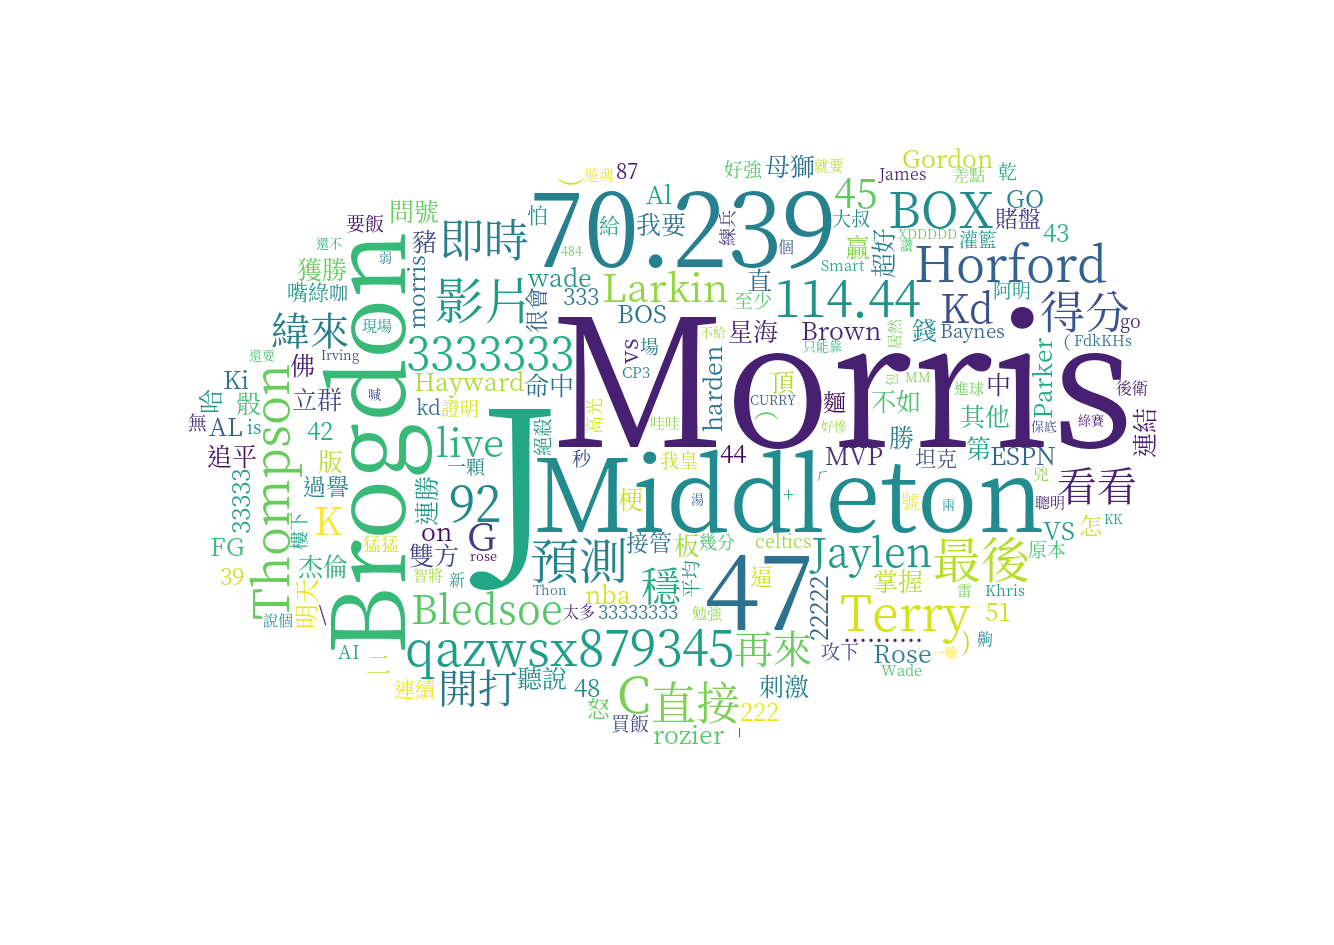 遊魂
87
好強
母獅
就要
Gordon
James
差點
乾
Al
70.239
45
BOX
GO
賭盤
要飯
問號
怕
給
我要
練兵
大叔
43
還不
弱
豬
即時
484
個
贏
超好
XDDDDD
讚
灌籃
Horford
獲勝
嘴綠咖
morris
影片
wade
333
Larkin
直
至少
Smart
114.44
Kd
阿明
得分
緯來
現場
很會
BOS
場
星海
不給
Brown
居然
錢
Baynes
go
(
FdkKHs
還要
Irving
佛
3333333
vs
CP3
harden
只能靠
Parker
Ki
哈
骰
立群
喊
Hayward
命中
頂
包
MM
進球
中
後衛
Morris
Brogdon
J
kd
證明
高光
CURRY
麵
不如
其他
保底
綠賽
連結
無
AL
is
42
live
絕殺
哇哇
好慘
勝
第
追平
Thompson
版
一顆
秒
我皇
44
MVP
坦克
ESPN
兇
看看
過譽
連勝
92
Middleton
梗
湯
+
號
兩
聰明
33333
K
on
G
VS
怎
KK
FG
樓下
猛猛
雙方
rose
預測
接管
板
幾分
celtics
Jaylen
最後
原本
39
杰倫
智將
新
穩
平均
47
逼
掌握
雷
Khris
明天
\
Thon
nba
22222
說個
Bledsoe
太多
33333333
勉強
Terry
51
..........
AI
二
qazwsx879345
再來
攻下
Rose
一險
)
齁
Wade
連續
開打
聽說
48
C
直接
刺激
怒
222
買飯
rozier